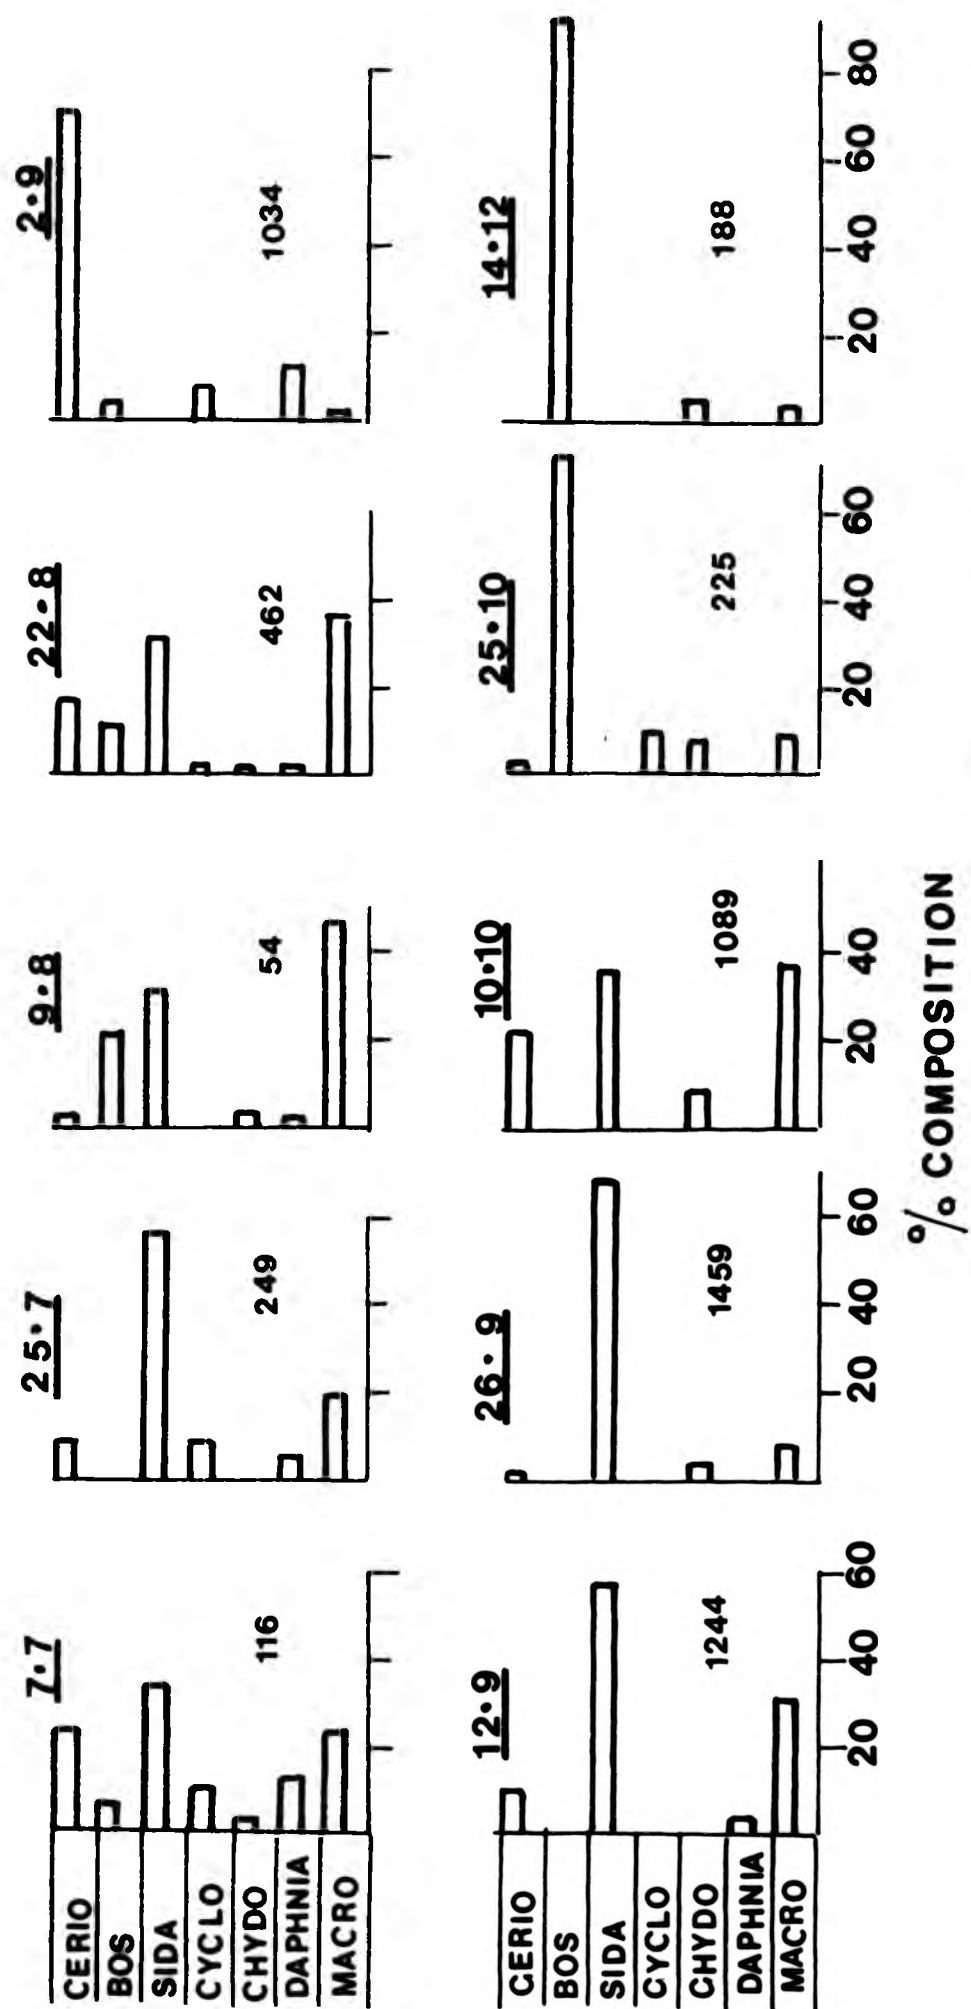 7·7
25·7
9·8
22·8
2·9
CERIO
BOS
SIDA
CYCLO
CHYDO
DAPHNIA
MACRO
116
249
54
462
1034
12·9
26·9
10·10
25·10
14·12
CERIO
BOS
SIDA
CYCLO
CHYDO
DAPHNIA
MACRO
1244
1459
1089
225
188
20 40 60
20 40 60
20 40
20 40 60
20 40 60 80
% COMPOSITION